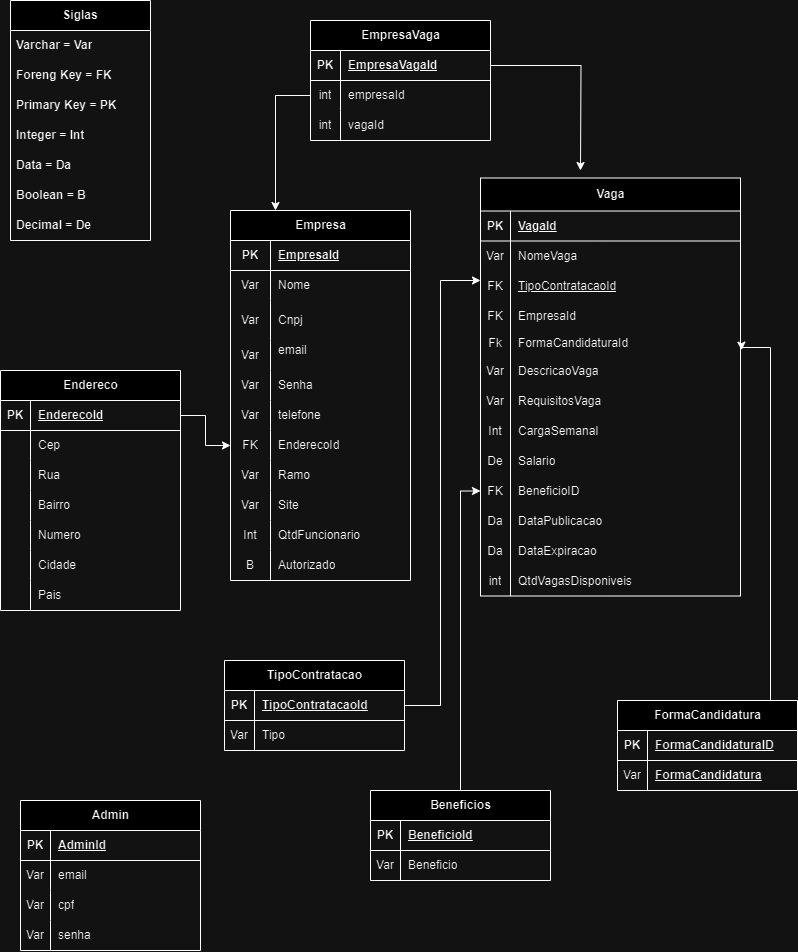 Siglas
Varchar = Var
Foreng Key = FK
Primary Key = PK
Integer = Int
Data = Da
Boolean = B
Decimal = De
EmpresaVaga
PK EmpresaVagaId
int empresaId
int vagaId
Empresa
PK EmpresaId
Var Nome
Var Cnpj
Var email
Var Senha
Var telefone
FK EnderecoId
Var Ramo
Var Site
Int QtdFuncionario
B Autorizado
Vaga
PK VagaId
Var NomeVaga
FK TipoContratacaoId
FK EmpresaId
Fk FormaCandidaturaId
Var DescricaoVaga
Var RequisitosVaga
Int CargaSemanal
De Salario
FK BeneficioID
Da DataPublicacao
Da DataExpiracao
int QtdVagasDisponiveis
Endereco
PK EnderecoId
Cep
Rua
Bairro
Numero
Cidade
Pais
TipoContratacao
PK TipoContratacaoId
Var Tipo
FormaCandidatura
PK FormaCandidaturaID
Var FormaCandidatura
Beneficios
PK BeneficioId
Var Beneficio
Admin
PK AdminId
Var email
Var cpf
Var senha